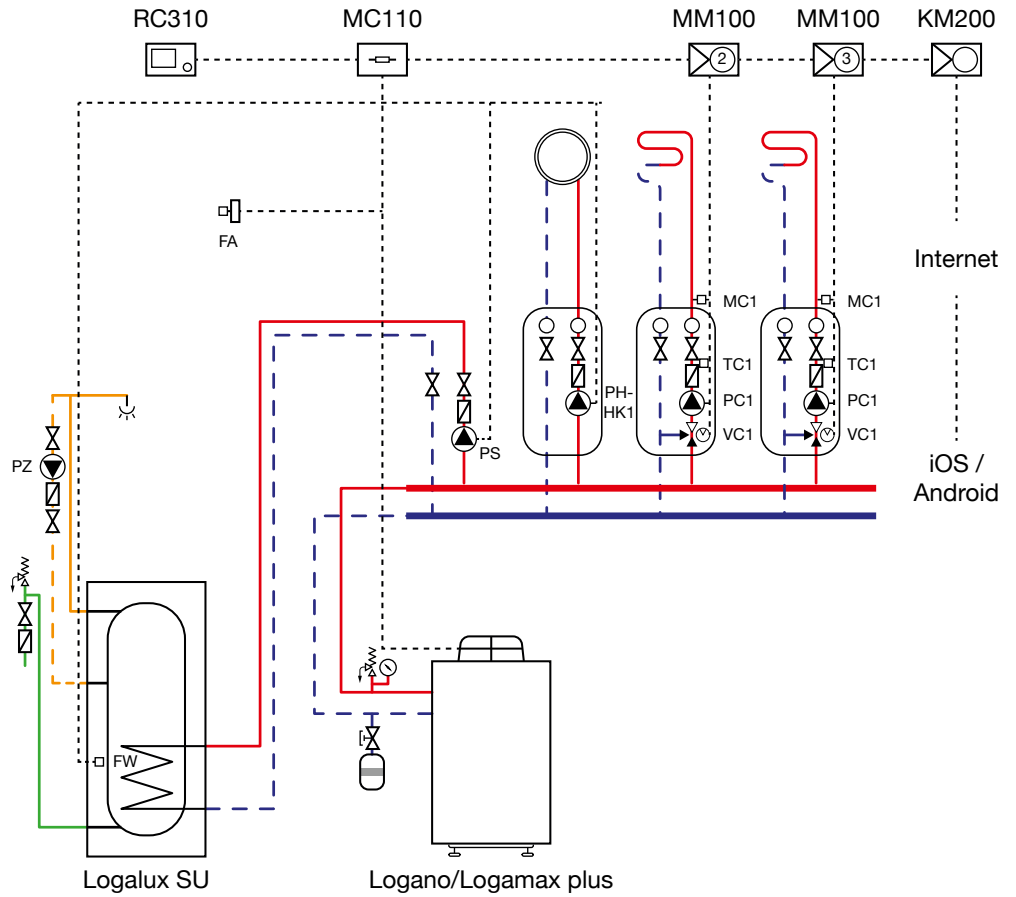 RC310
MC110
MM100
MM100
KM200
2
3
FA
Internet
MC1
MC1
TC1
TC1
PH-
HK1
PC1
PC1
VC1
VC1
PS
PZ
iOS /
Android
FW
Logalux SU
Logano/Logamax plus